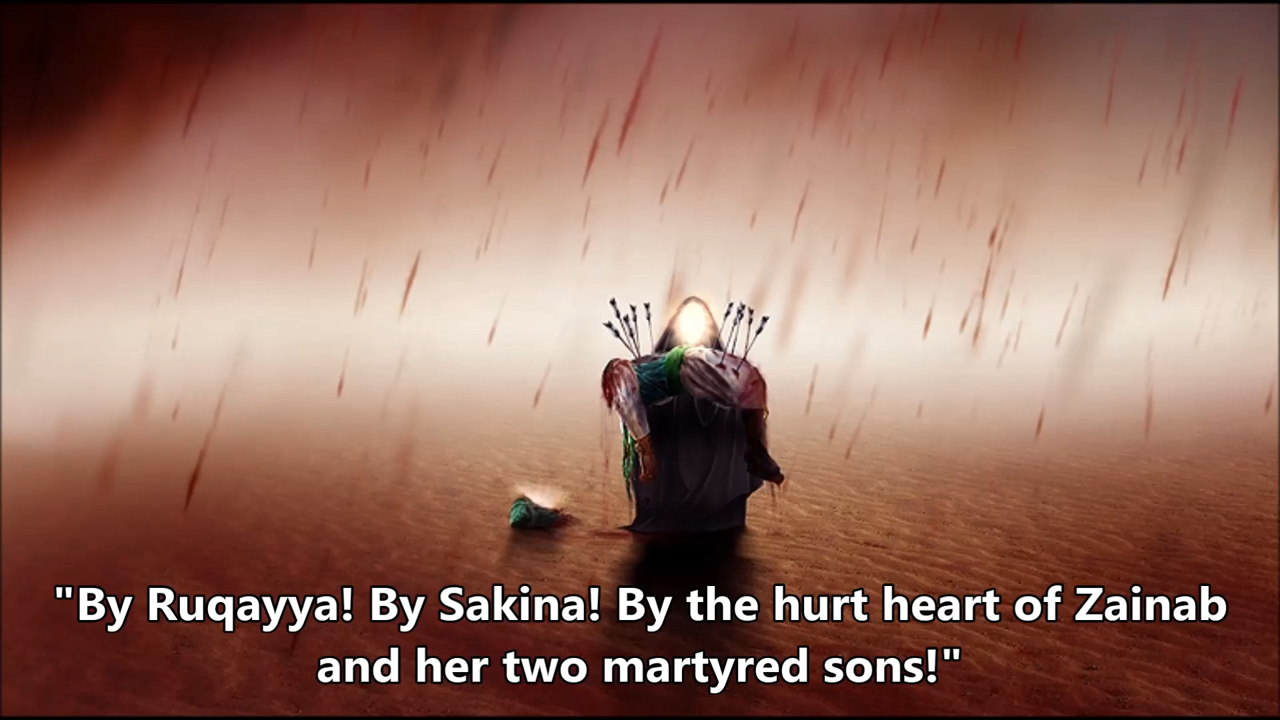 "By Ruqayya! By Sakina! By the hurt heart of Zainab
and her two martyred sons!"